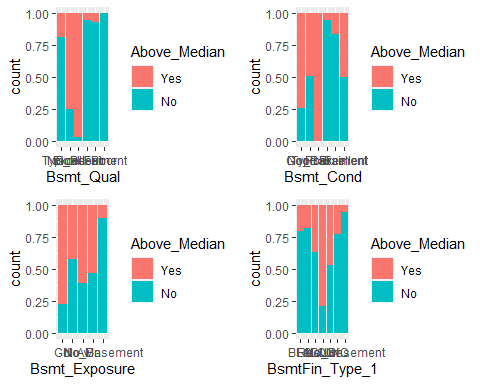 1.00
0.75
0.50
0.25
0.00
count
Bsmt_Qual
Above_Median
Yes
No
1.00
0.75
0.50
0.25
0.00
count
Bsmt_Cond
Above_Median
Yes
No
1.00
0.75
0.50
0.25
0.00
count
Bsmt_Exposure
Above_Median
Yes
No
1.00
0.75
0.50
0.25
0.00
count
BsmtFin_Type_1
Above_Median
Yes
No